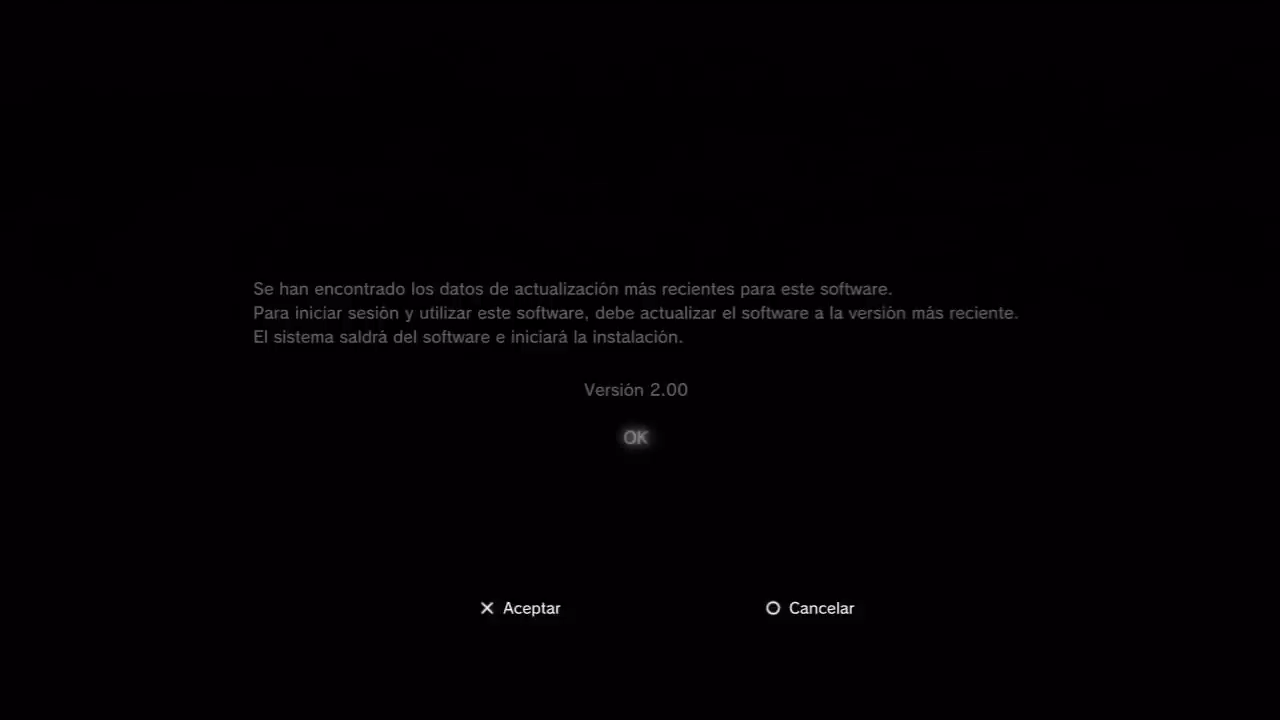 Se han encontrado los datos de actualización más recientes para este software.
Para iniciar sesión y utilizar este software, debe actualizar el software a la versión más reciente.
El sistema saldrá del software e iniciará la instalación.
Versión 2.00
OK
Aceptar
Cancelar